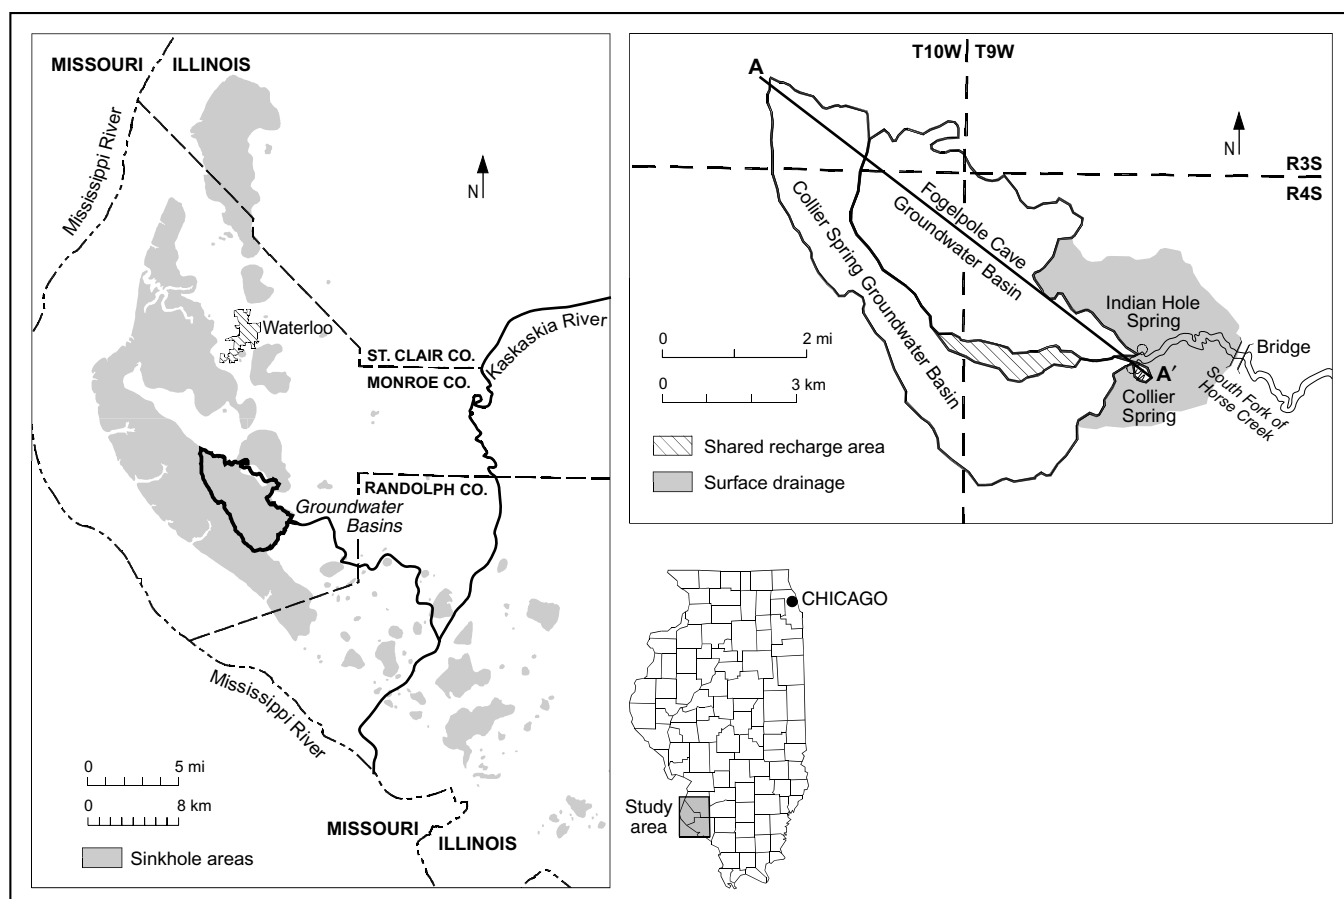 MISSOURI
ILLINOIS
Mississippi River
N
Waterloo
ST. CLAIR CO.
MONROE CO.
Kaskaskia River
RANDOLPH CO.
Groundwater
Basins
Mississippi River
0 5 mi
0 8 km
MISSOURI
ILLINOIS
Sinkhole areas
T10W
T9W
A
N
R3S
R4S
Fogelpole Cave
Groundwater Basin
Collier Spring Groundwater Basin
Indian Hole
Spring
Bridge
A′
Collier
Spring
South Fork of
Horse Creek
0 2 mi
0 3 km
Shared recharge area
Surface drainage
CHICAGO
Study
area